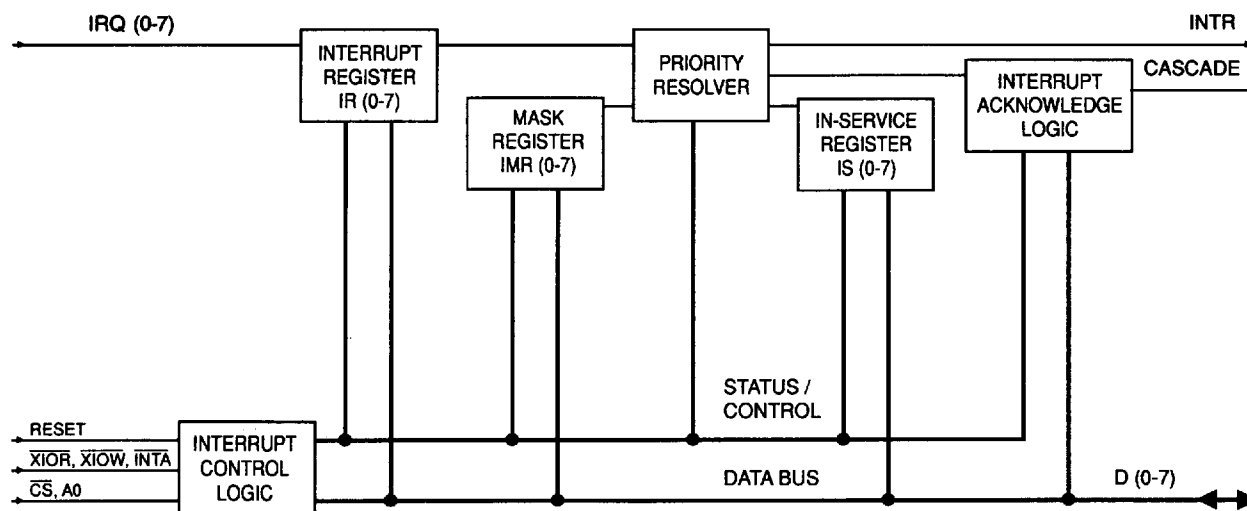 IRQ (0-7)
INTR
INTERRUPT
REGISTER
IR (0-7)
PRIORITY
RESOLVER
CASCADE
INTERRUPT
ACKNOWLEDGE
LOGIC
MASK
REGISTER
IMR (0-7)
IN-SERVICE
REGISTER
IS (0-7)
STATUS /
CONTROL
RESET
XIOR, XIOW, INTA
CS, A0
INTERRUPT
CONTROL
LOGIC
DATA BUS
D (0-7)